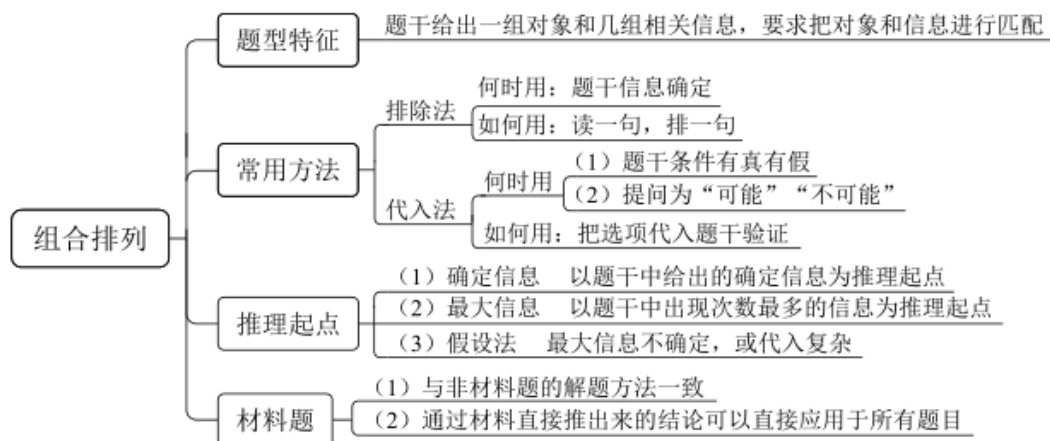 题型特征
题干给出一组对象和几组相关信息，要求把对象和信息进行匹配
何时用：题干信息确定
排除法
如何用：读一句，排一句
常用方法
（1）题干条件有真有假
何时用
（2）提问为“可能”“不可能”
代入法
如何用：把选项代入题干验证
组合排列
（1）确定信息 以题干中给出的确定信息为推理起点
（2）最大信息 以题干中出现次数最多的信息为推理起点
推理起点
（3）假设法 最大信息不确定，或代入复杂
（1）与非材料题的解题方法一致
材料题
（2）通过材料直接推出来的结论可以直接应用于所有题目